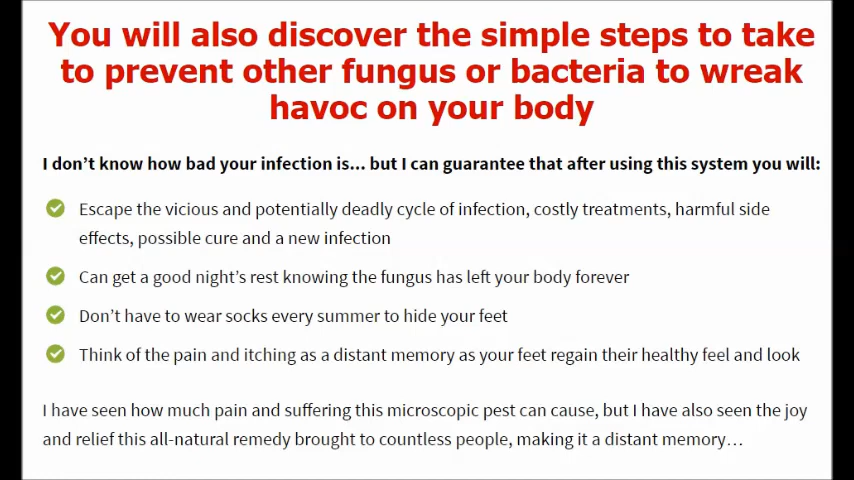 You will also discover the simple steps to take
to prevent other fungus or bacteria to wreak
havoc on your body
I don’t know how bad your infection is... but I can guarantee that after using this system you will:
Escape the vicious and potentially deadly cycle of infection, costly treatments, harmful side
effects, possible cure and a new infection
Can get a good night’s rest knowing the fungus has left your body forever
Don’t have to wear socks every summer to hide your feet
Think of the pain and itching as a distant memory as your feet regain their healthy feel and look
I have seen how much pain and suffering this microscopic pest can cause, but I have also seen the joy
and relief this all-natural remedy brought to countless people, making it a distant memory…